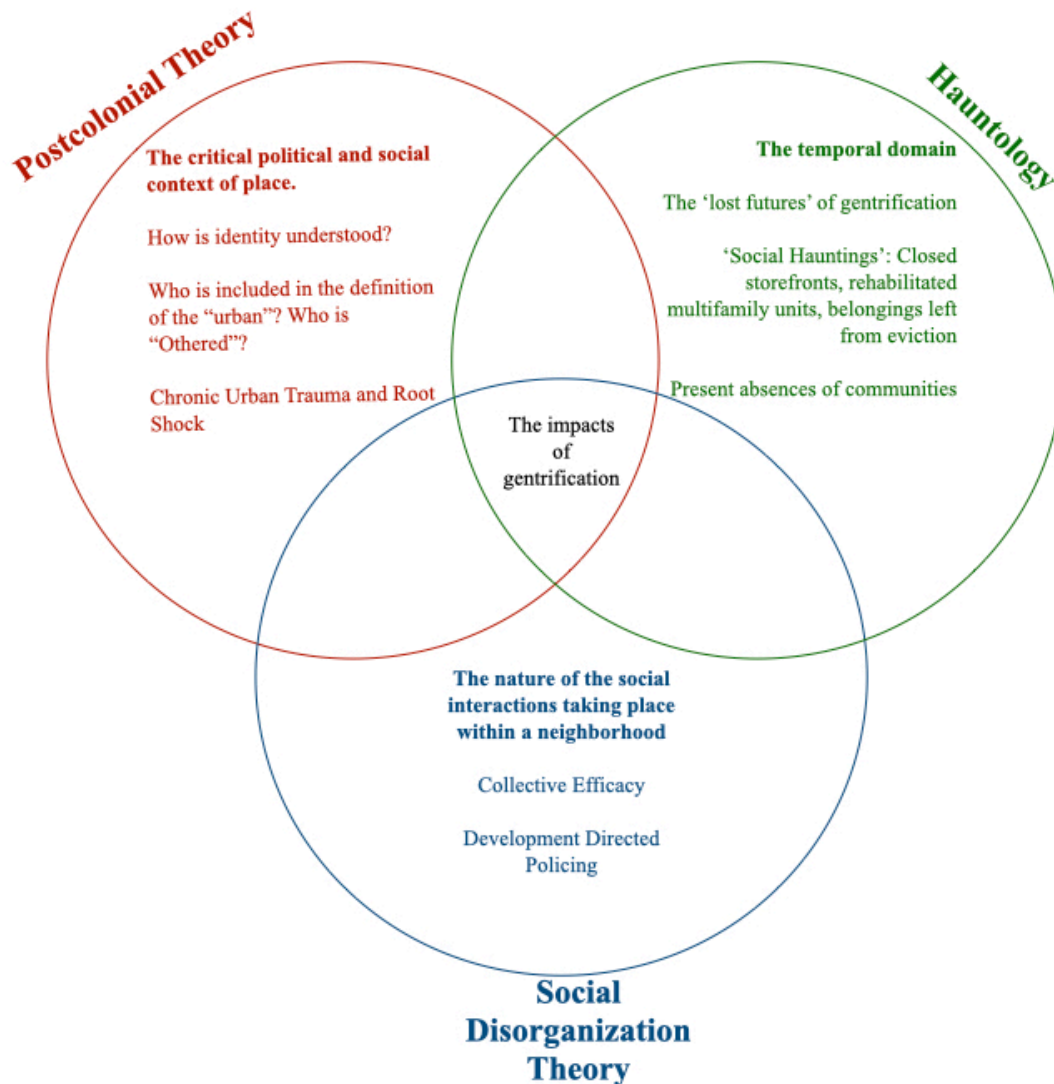 Postcolonial Theory
The critical political and social
context of place.
How is identity understood?
Who is included in the definition
of the “urban”? Who is
“Othered”?
Chronic Urban Trauma and Root
Shock
Hauntology
The temporal domain
The ‘lost futures’ of gentrification
‘Social Hauntings’: Closed
storefronts, rehabilitated
multifamily units, belongings left
from eviction
Present absences of communities
The impacts
of
gentrification
The nature of the social
interactions taking place
within a neighborhood
Collective Efficacy
Development Directed
Policing
Social
Disorganization
Theory